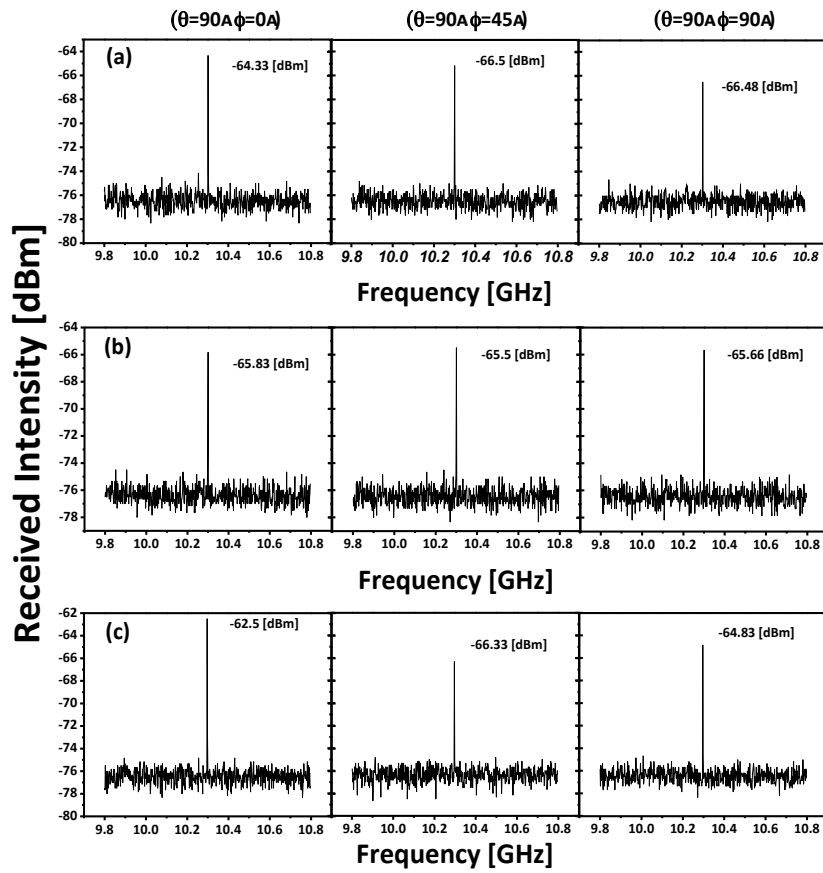 (θ=90Aϕ=0A) (θ=90Aϕ=45A) (θ=90Aϕ=90A)
Received Intensity [dBm]
(a)
-64.33 [dBm] -66.5 [dBm] -66.48 [dBm]
-64
-66
-68
-70
-72
-74
-76
-78
-80
9.8 10.0 10.2 10.4 10.6 10.8 9.8 10.0 10.2 10.4 10.6 10.8 9.8 10.0 10.2 10.4 10.6 10.8
Frequency [GHz]
(b)
-65.83 [dBm] -65.5 [dBm] -65.66 [dBm]
-64
-66
-68
-70
-72
-74
-76
-78
9.8 10.0 10.2 10.4 10.6 10.8 9.8 10.0 10.2 10.4 10.6 10.8 9.8 10.0 10.2 10.4 10.6 10.8
Frequency [GHz]
(c)
-62.5 [dBm] -66.33 [dBm] -64.83 [dBm]
-62
-64
-66
-68
-70
-72
-74
-76
-78
-80
9.8 10.0 10.2 10.4 10.6 10.8 9.8 10.0 10.2 10.4 10.6 10.8 9.8 10.0 10.2 10.4 10.6 10.8
Frequency [GHz]